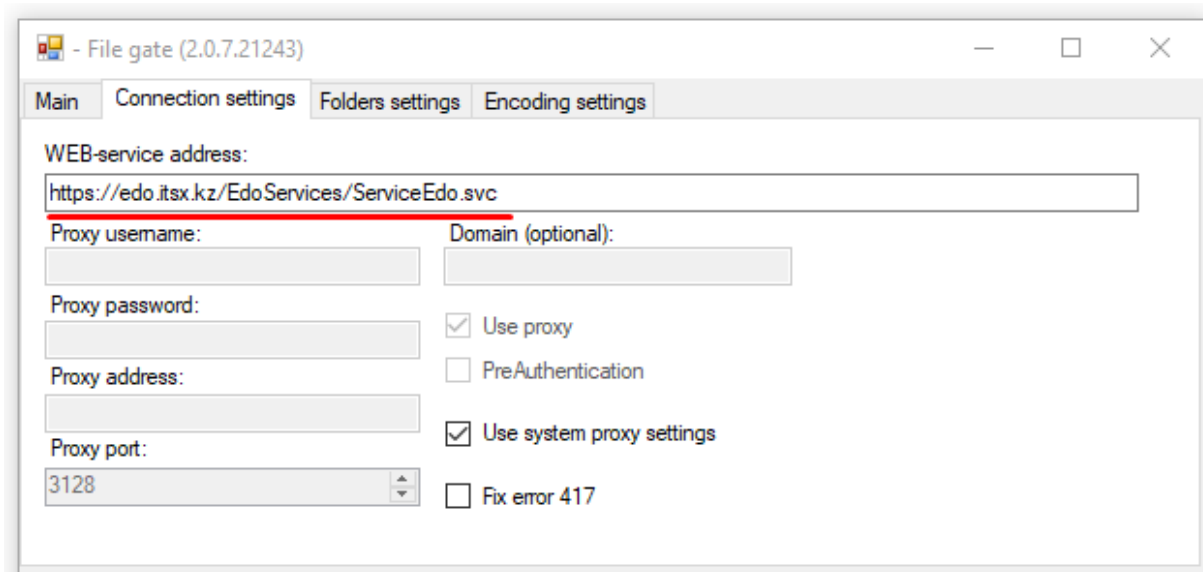 - File gate (2.0.7.21243)
Main Connection settings Folders settings Encoding settings
WEB-service address:
https://edo.itsx.kz/EdoServices/ServiceEdo.svc
Proxy username: Domain (optional):
Proxy password:
Use proxy
PreAuthentication
Proxy address:
Use system proxy settings
Proxy port:
3128
Fix error 417